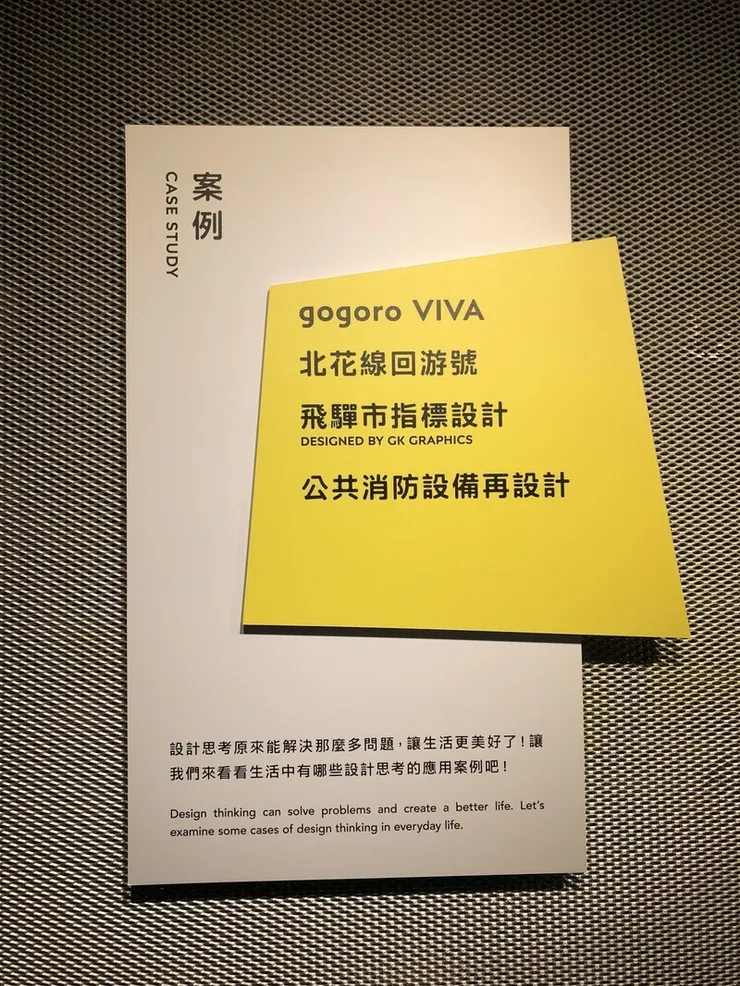 案例
CASE STUDY
gogoro VIVA
北花線回游號
飛驒市指標設計
DESIGNED BY GK GRAPHICS
公共消防設備再設計
設計思考原來能解決那麼多問題，讓生活更美好了！讓
我們來看看生活中有哪些設計思考的應用案例吧！
Design thinking can solve problems and create a better life. Let's
examine some cases of design thinking in everyday life.